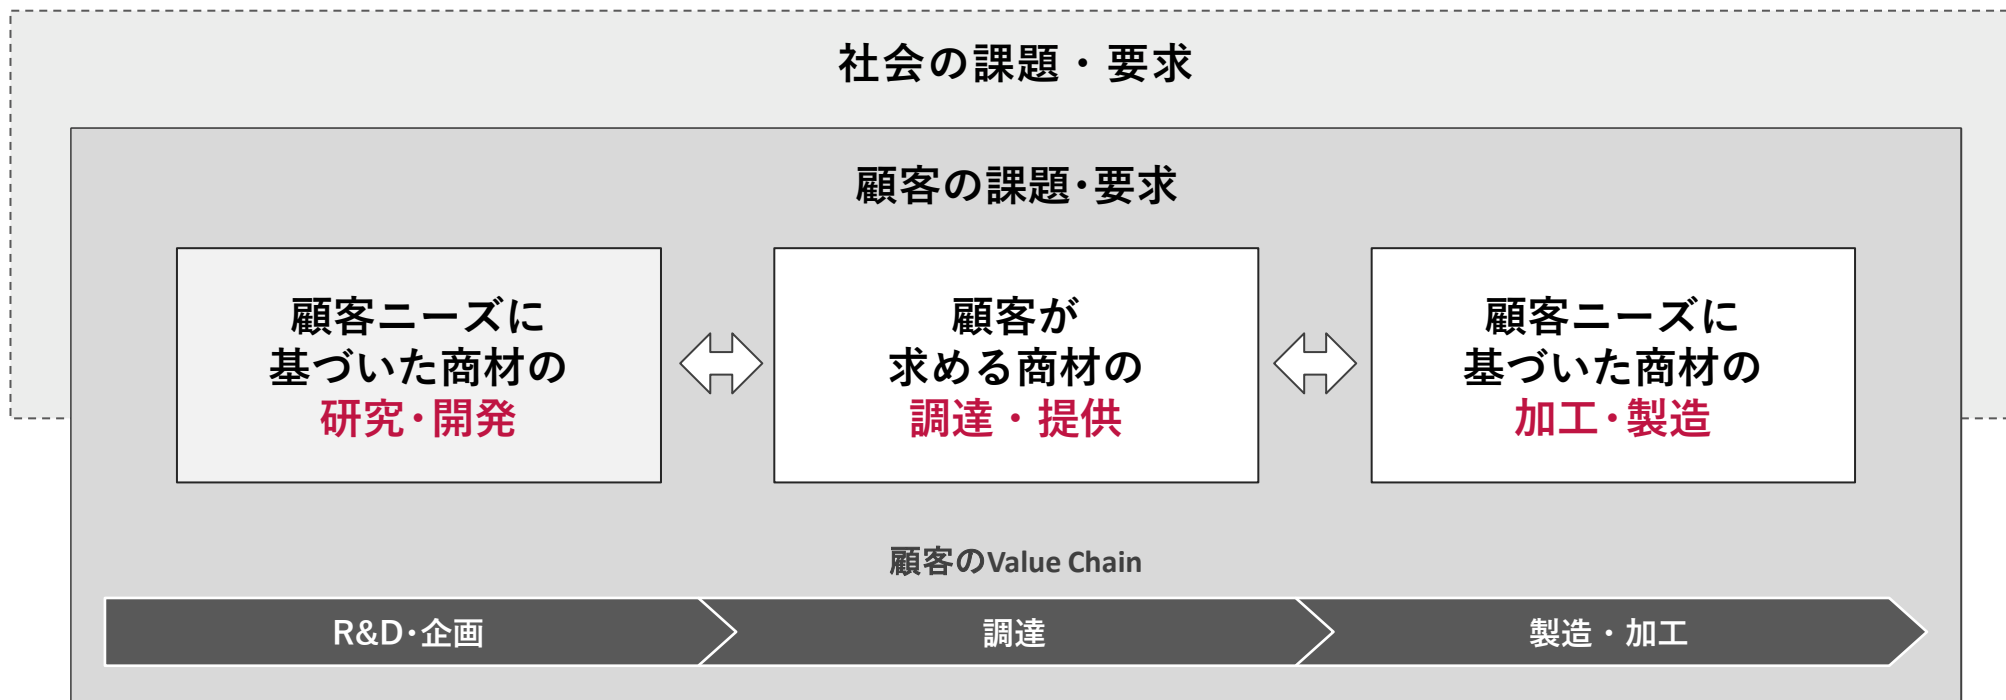 社会の課題・要求
顧客の課題・要求
顧客ニーズに
基づいた商材の
研究・開発
顧客が
求める商材の
調達・提供
顧客ニーズに
基づいた商材の
加工・製造
顧客のValue Chain
R&D・企画
調達
製造・加工